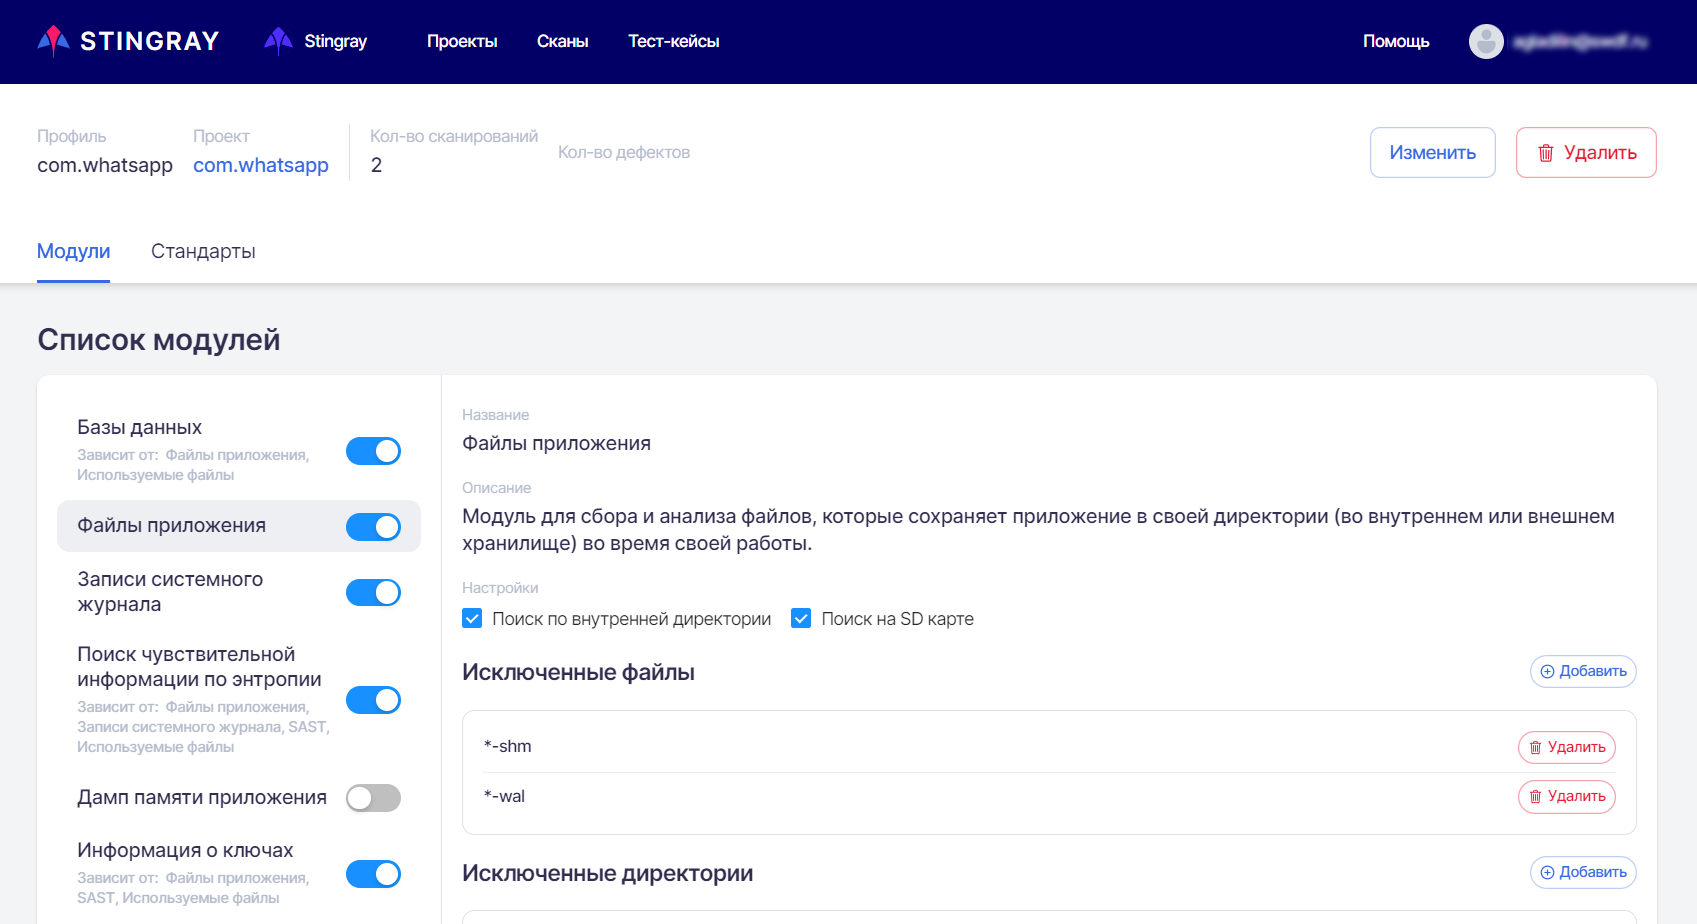 STINGRAY
Stingray
Проекты
Сканы
Тест-кейсы
Помощь
Профиль
com.whatsapp
Проект
com.whatsapp
Кол-во сканирований
2
Кол-во дефектов
Изменить
Удалить
Модули
Стандарты
Список модулей
Базы данных
Зависит от: Файлы приложения,
Используемые файлы
Файлы приложения
Записи системного
журнала
Поиск чувствительной
информации по энтропии
Зависит от: Файлы приложения,
Записи системного журнала, SAST,
Используемые файлы
Дамп памяти приложения
Информация о ключах
Зависит от: Файлы приложения,
SAST, Используемые файлы
Название
Файлы приложения
Описание
Модуль для сбора и анализа файлов, которые сохраняет приложение в своей директории (во внутреннем или внешнем
хранилище) во время своей работы.
Настройки
Поиск по внутренней директории
Поиск на SD карте
Исключенные файлы
Добавить
*-shm
Удалить
*-wal
Удалить
Исключенные директории
Добавить